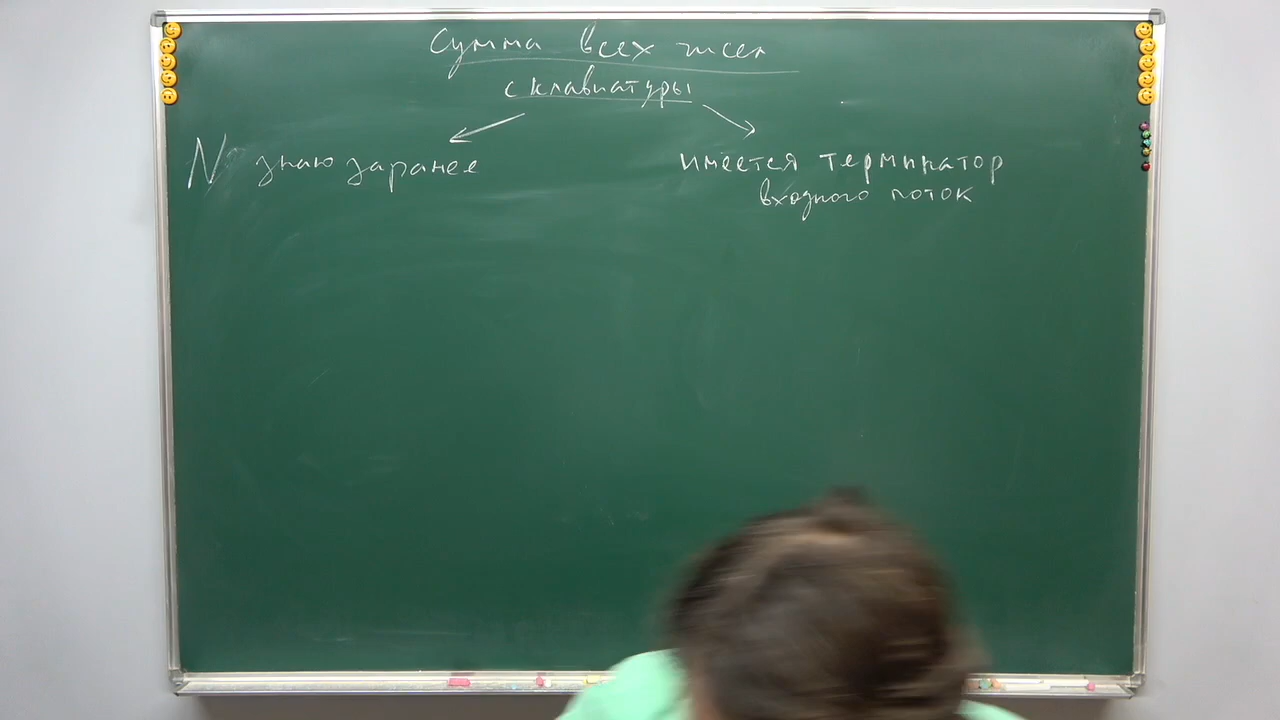 Сумма всех чисел
с клавиатуры
N знаю заранее
имеется терминатор
входного поток